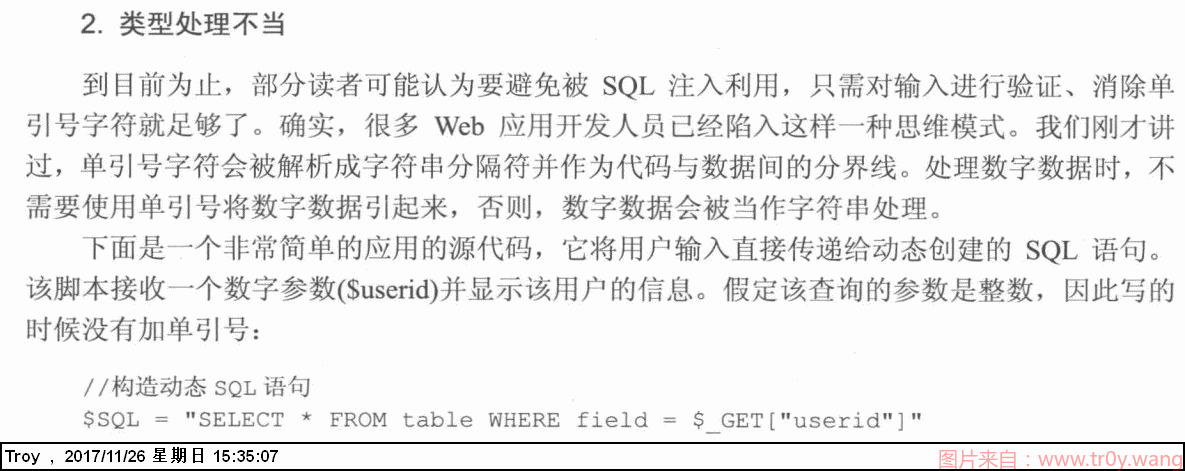 2. 类型处理不当
到目前为止，部分读者可能认为要避免被 SQL 注入利用，只需对输入进行验证、消除单
引号字符就足够了。确实，很多 Web 应用开发人员已经陷入这样一种思维模式。我们刚才讲
过，单引号字符会被解析成字符串分隔符并作为代码与数据间的分界线。处理数字数据时，不
需要使用单引号将数字数据引起来，否则，数字数据会被当作字符串处理。
下面是一个非常简单的应用的源代码，它将用户输入直接传递给动态创建的 SQL 语句。
该脚本接收一个数字参数($userid)并显示该用户的信息。假定该查询的参数是整数，因此写的
时候没有加单引号：
//构造动态 SQL 语句
$SQL = "SELECT * FROM table WHERE field = $_GET["userid"]"
Troy , 2017/11/26 星期日 15:35:07
图片来自：www.tr0y.wang